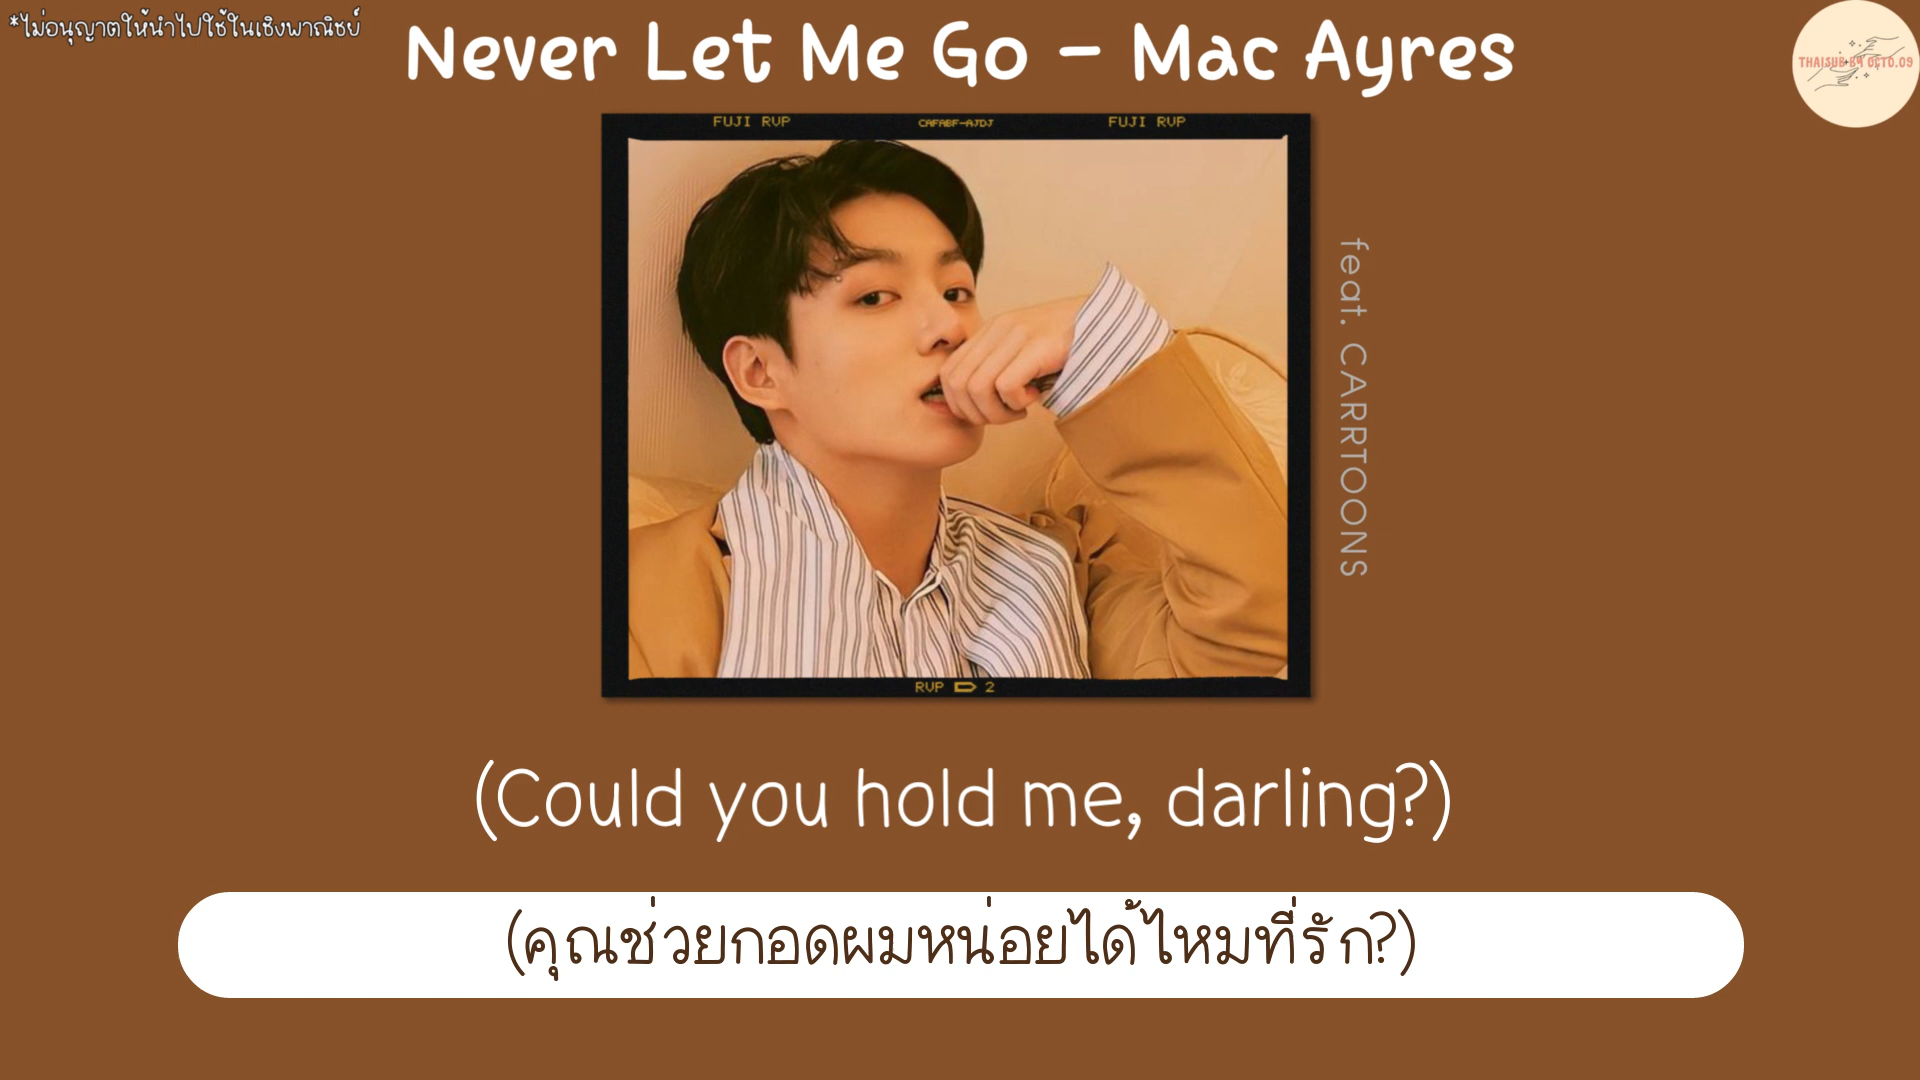 *ไม่อนุญาตให้นำไปใช้ในเชิงพาณิชย์
Never Let Me Go - Mac Ayres
THAISUB BY OCTO.09
FUJI RVP
CAFABF-AJDJ
FUJI RVP
feat. CARRTOONS
RVP 2
(Could you hold me, darling?)
(คุณช่วยกอดผมหน่อยได้ไหมที่รัก?)